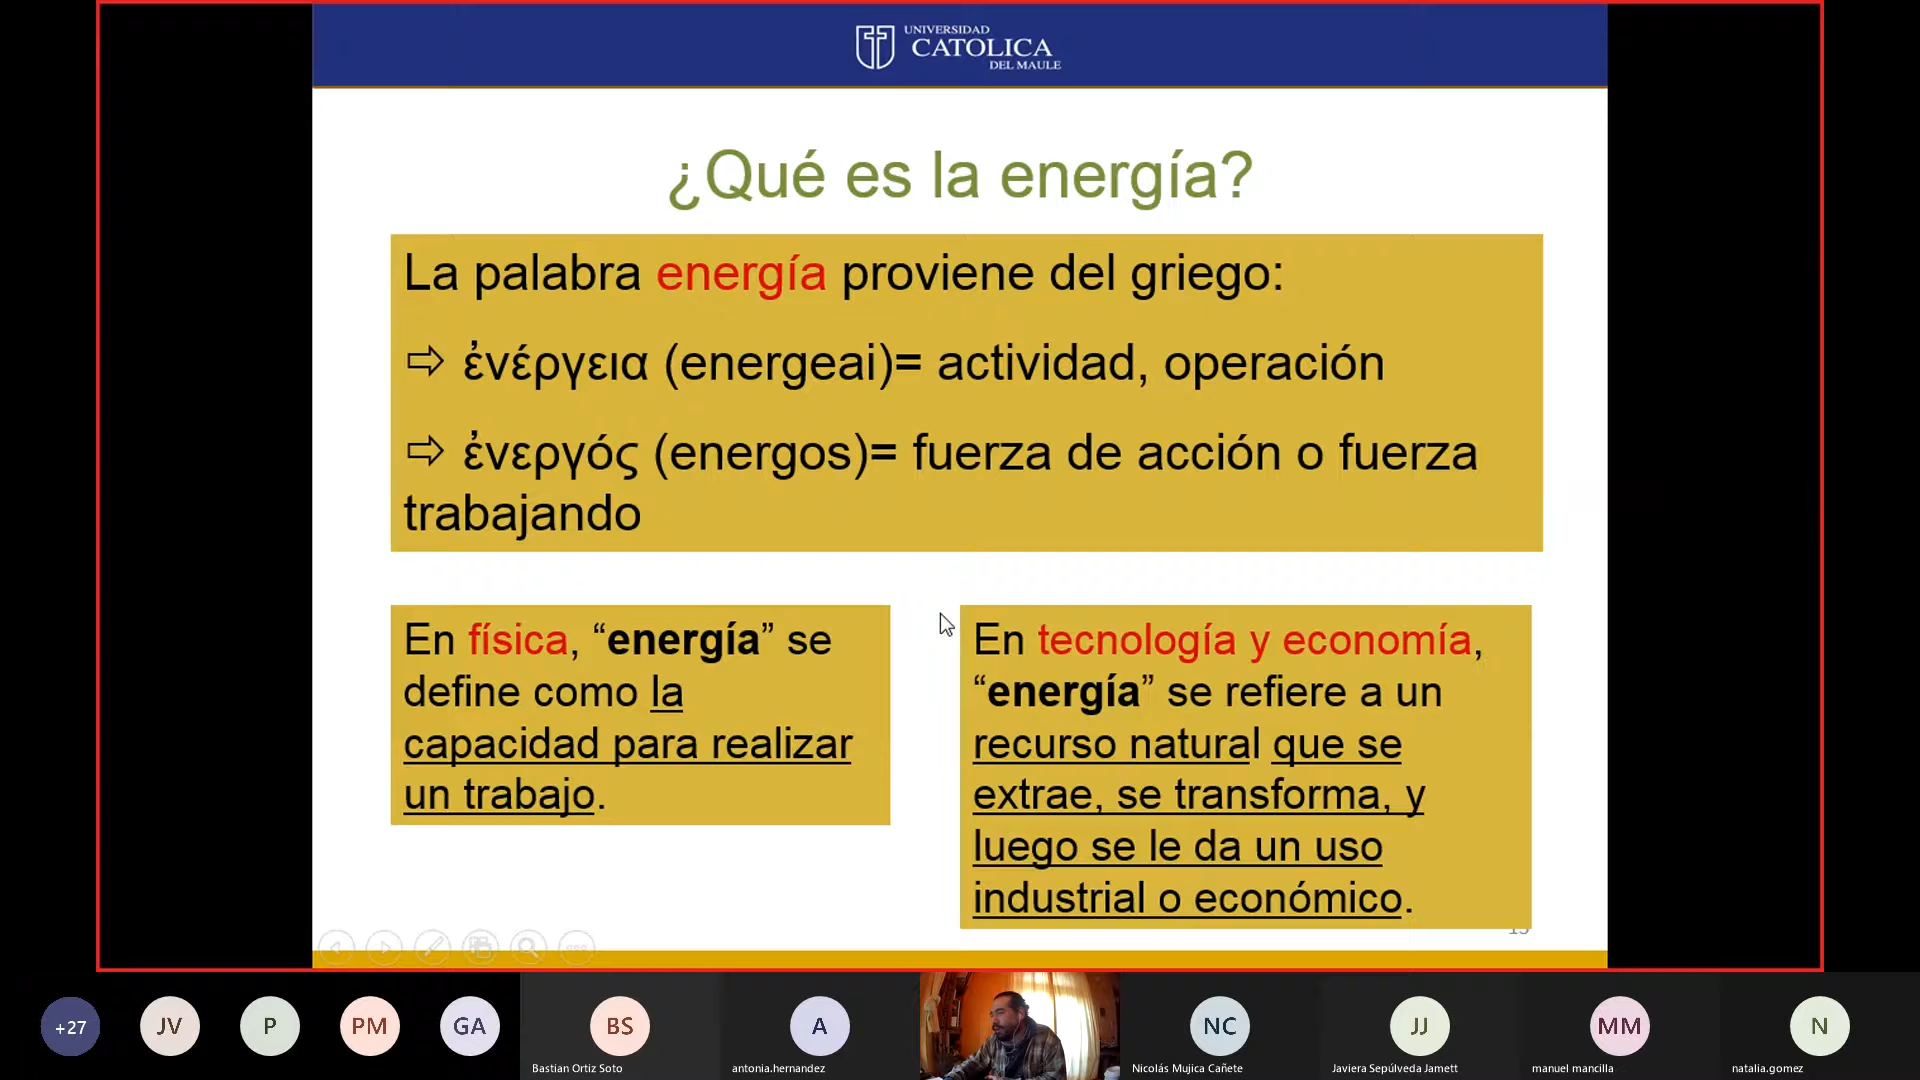 UNIVERSIDAD
CATOLICA
DEL MAULE
¿Qué es la energía?
La palabra energía proviene del griego:
⇨ ἐνέργεια (energeai)= actividad, operación
⇨ ἐνεργός (energos)= fuerza de acción o fuerza
trabajando
En física, “energía” se
define como la
capacidad para realizar
un trabajo.
En tecnología y economía,
“energía” se refiere a un
recurso natural que se
extrae, se transforma, y
luego se le da un uso
industrial o económico.
+27
JV
P
PM
GA
BS
Bastian Ortiz Soto
A
antonia.hernandez
NC
Nicolás Mujica Cañete
JJ
Javiera Sepúlveda Jamett
MM
manuel mancilla
N
natalia.gomez